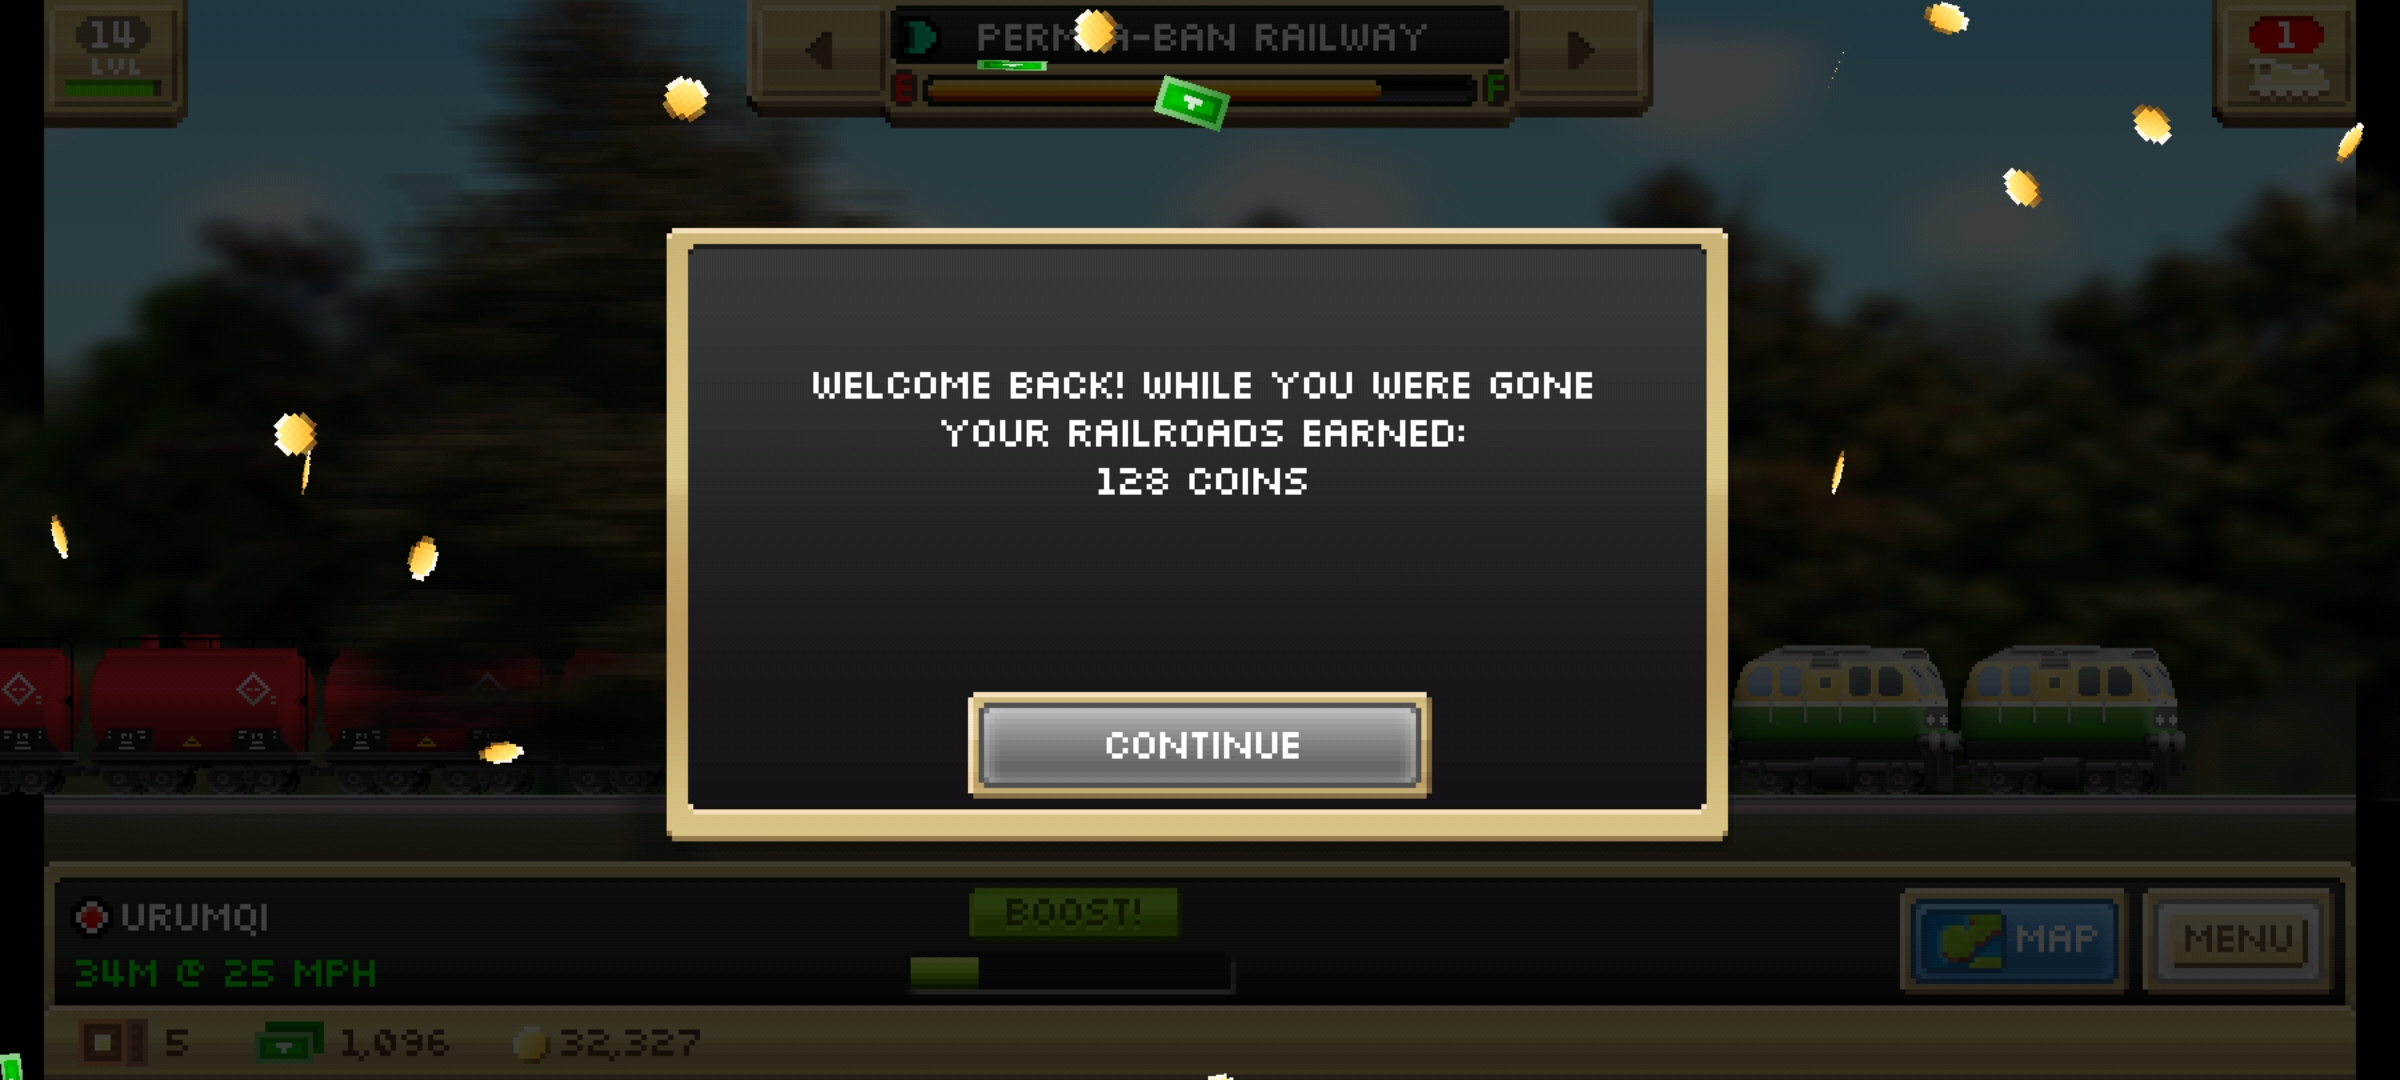 14
LVL
PERMA-BAN RAILWAY
E
F
1
WELCOME BACK! WHILE YOU WERE GONE
YOUR RAILROADS EARNED:
128 COINS
CONTINUE
URUMQI
34M @ 25 MPH
BOOST!
MAP
MENU
5
1,096
32,327